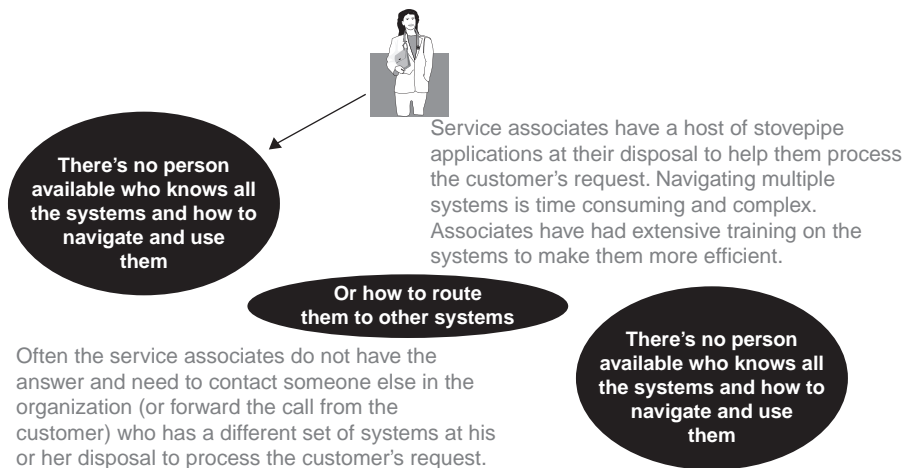 Service associates have a host of stovepipe
applications at their disposal to help them process
the customer's request. Navigating multiple
systems is time consuming and complex.
Associates have had extensive training on the
systems to make them more efficient.
There's no person
available who knows all
the systems and how to
navigate and use
them
Or how to route
them to other systems
Often the service associates do not have the
answer and need to contact someone else in the
organization (or forward the call from the
customer) who has a different set of systems at his
or her disposal to process the customer's request.
There's no person
available who knows all
the systems and how to
navigate and use
them